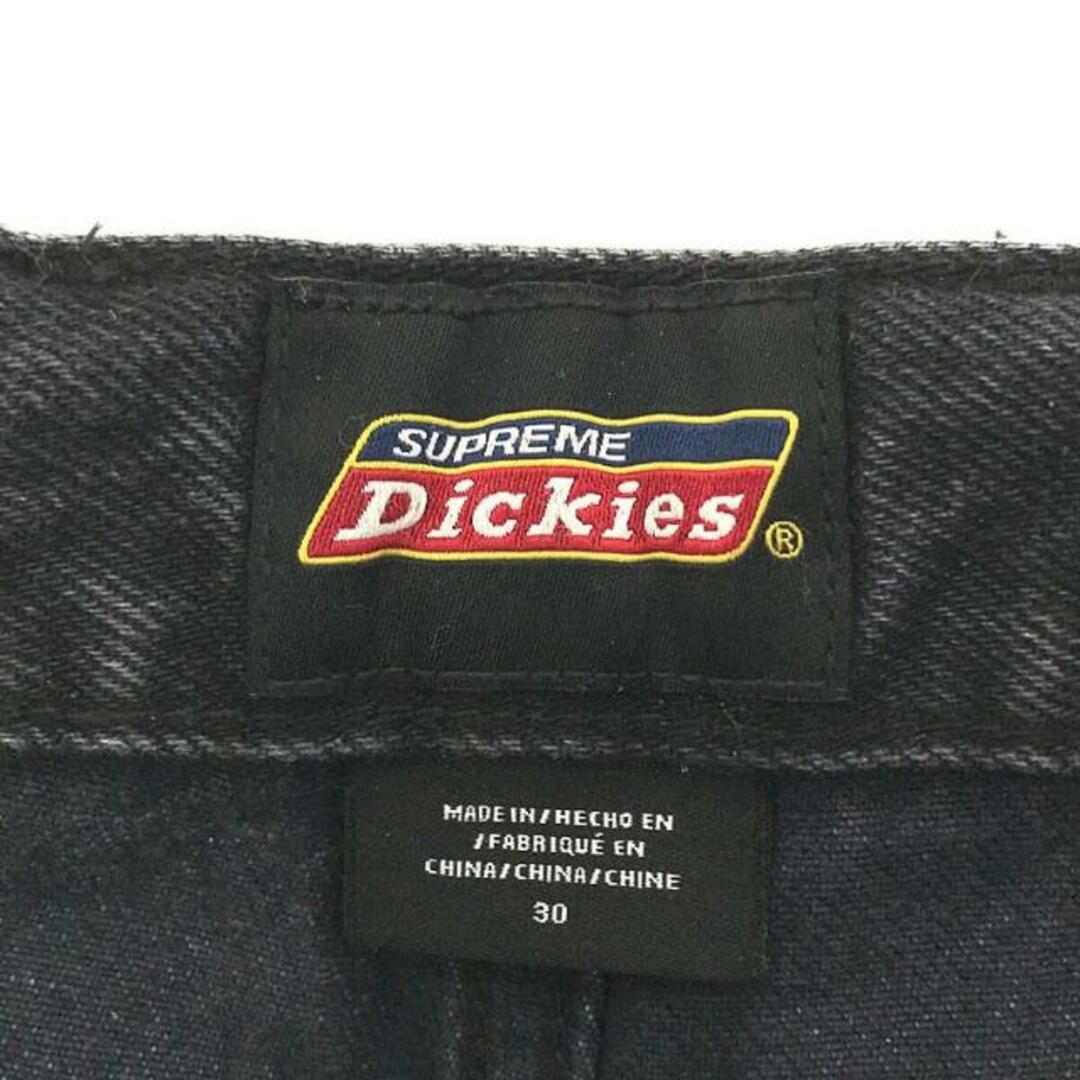 SUPREME
Dickies®
MADE IN/HECHO EN
/FABRIQUÉ EN
CHINA/CHINA/CHINE
30